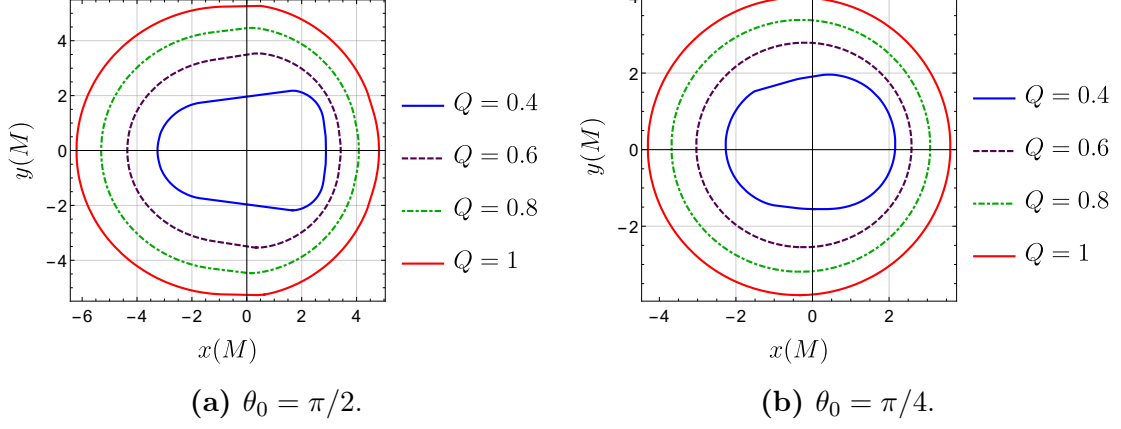 4
2
0
−2
−4
y(M)
−6 −4 −2 0 2 4
x(M)
Q = 0.4
Q = 0.6
Q = 0.8
Q = 1
(a) θ₀ = π/2.
4
2
0
−2
y(M)
−4 −2 0 2
x(M)
Q = 0.4
Q = 0.6
Q = 0.8
Q = 1
(b) θ₀ = π/4.